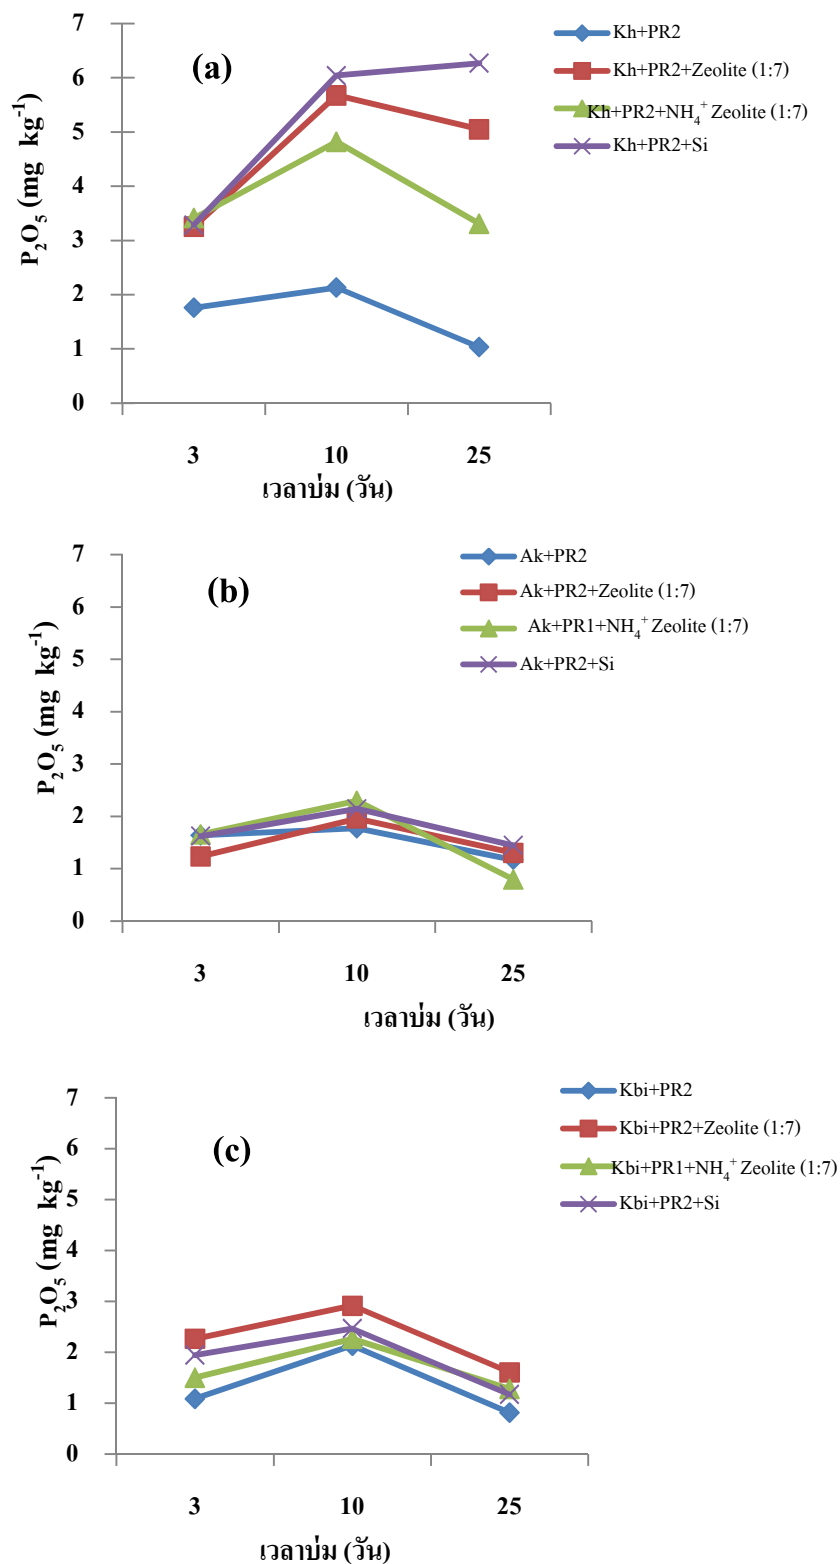 7
6
5
4
3
2
1
0
P₂O₅ (mg kg⁻¹)
(a)
Kh+PR2
Kh+PR2+Zeolite (1:7)
Kh+PR2+NH₄⁺ Zeolite (1:7)
Kh+PR2+Si
3 10 25
เวลาบ่ม (วัน)
7
6
5
4
3
2
1
0
P₂O₅ (mg kg⁻¹)
(b)
Ak+PR2
Ak+PR2+Zeolite (1:7)
Ak+PR1+NH₄⁺ Zeolite (1:7)
Ak+PR2+Si
3 10 25
เวลาบ่ม (วัน)
7
6
5
4
3
2
1
0
P₂O₅ (mg kg⁻¹)
(c)
Kbi+PR2
Kbi+PR2+Zeolite (1:7)
Kbi+PR1+NH₄⁺ Zeolite (1:7)
Kbi+PR2+Si
3 10 25
เวลาบ่ม (วัน)